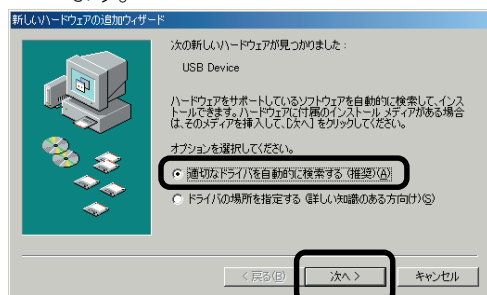 ます。
新しいハードウェアの追加ウィザード
次の新しいハードウェアが見つかりました :
USB Device
ハードウェアをサポートしているソフトウェアを自動的に検索して、インス
トールできます。ハードウェアに付属のインストール メディアがある場合
は、そのメディアを挿入して、[次へ] をクリックしてください。
オプションを選択してください。
適切なドライバを自動的に検索する (推奨)(A)
ドライバの場所を指定する (詳しい知識のある方向け)(S)
< 戻る(B)
次へ >
キャンセル